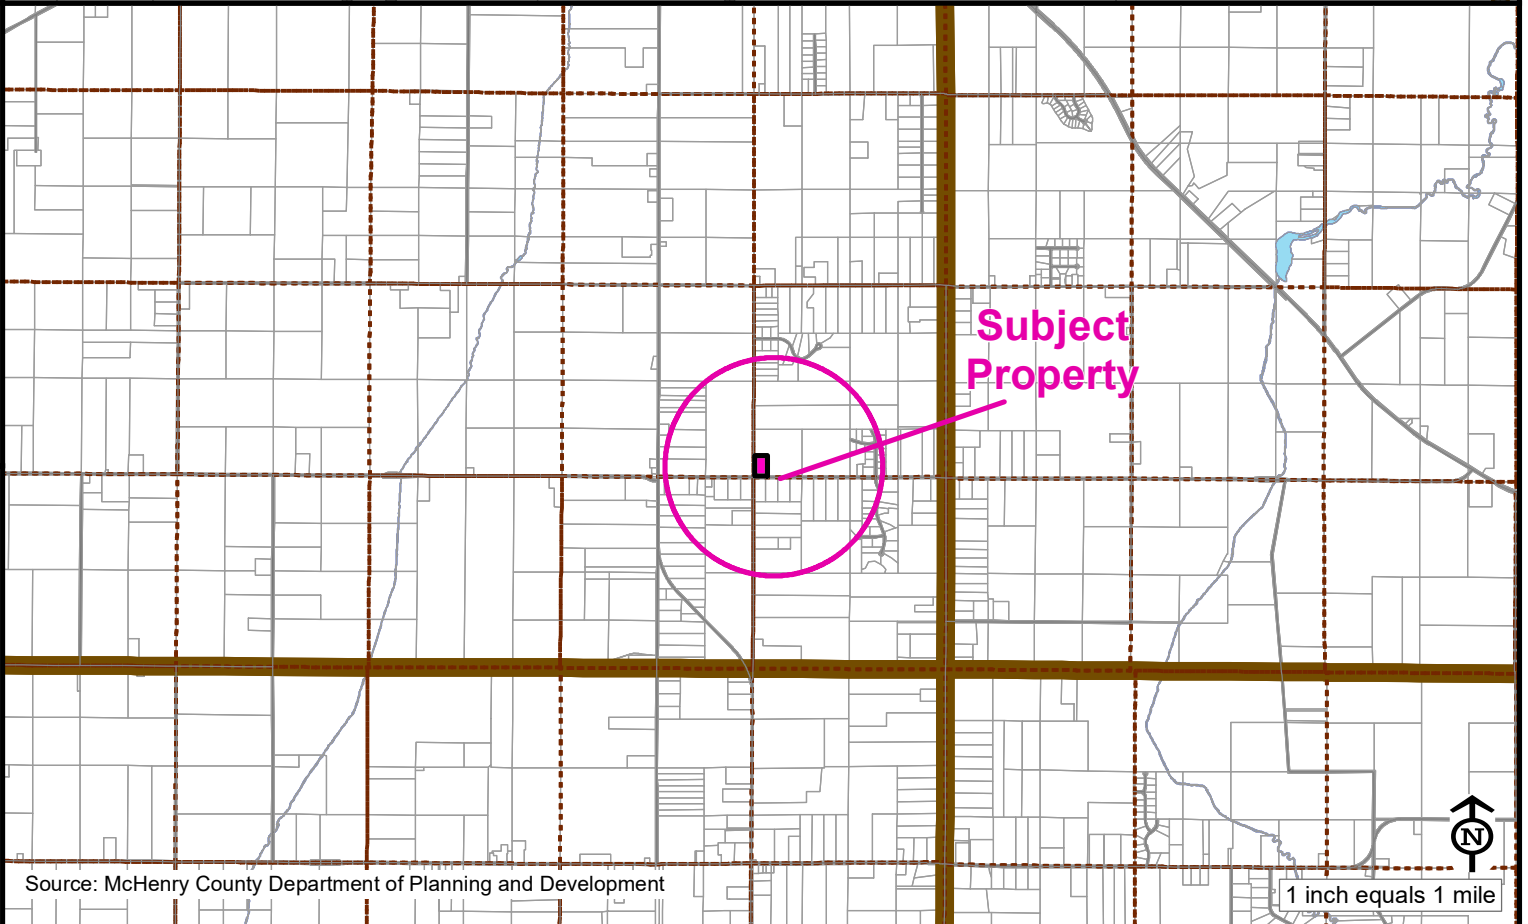 Subject
Property
N
Source: McHenry County Department of Planning and Development
1 inch equals 1 mile